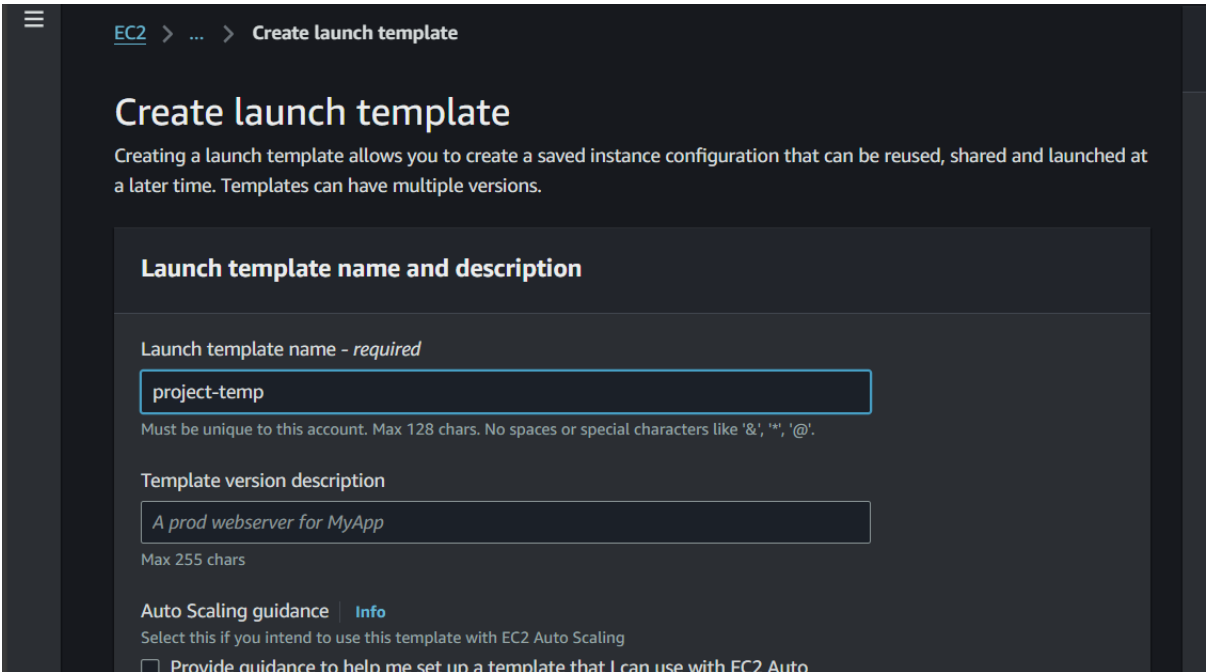 EC2 > ... > Create launch template
Create launch template
Creating a launch template allows you to create a saved instance configuration that can be reused, shared and launched at
a later time. Templates can have multiple versions.
Launch template name and description
Launch template name - required
project-temp
Must be unique to this account. Max 128 chars. No spaces or special characters like '&', '*', '@'.
Template version description
A prod webserver for MyApp
Max 255 chars
Auto Scaling guidance | Info
Select this if you intend to use this template with EC2 Auto Scaling
Provide guidance to help me set up a template that I can use with EC2 Auto